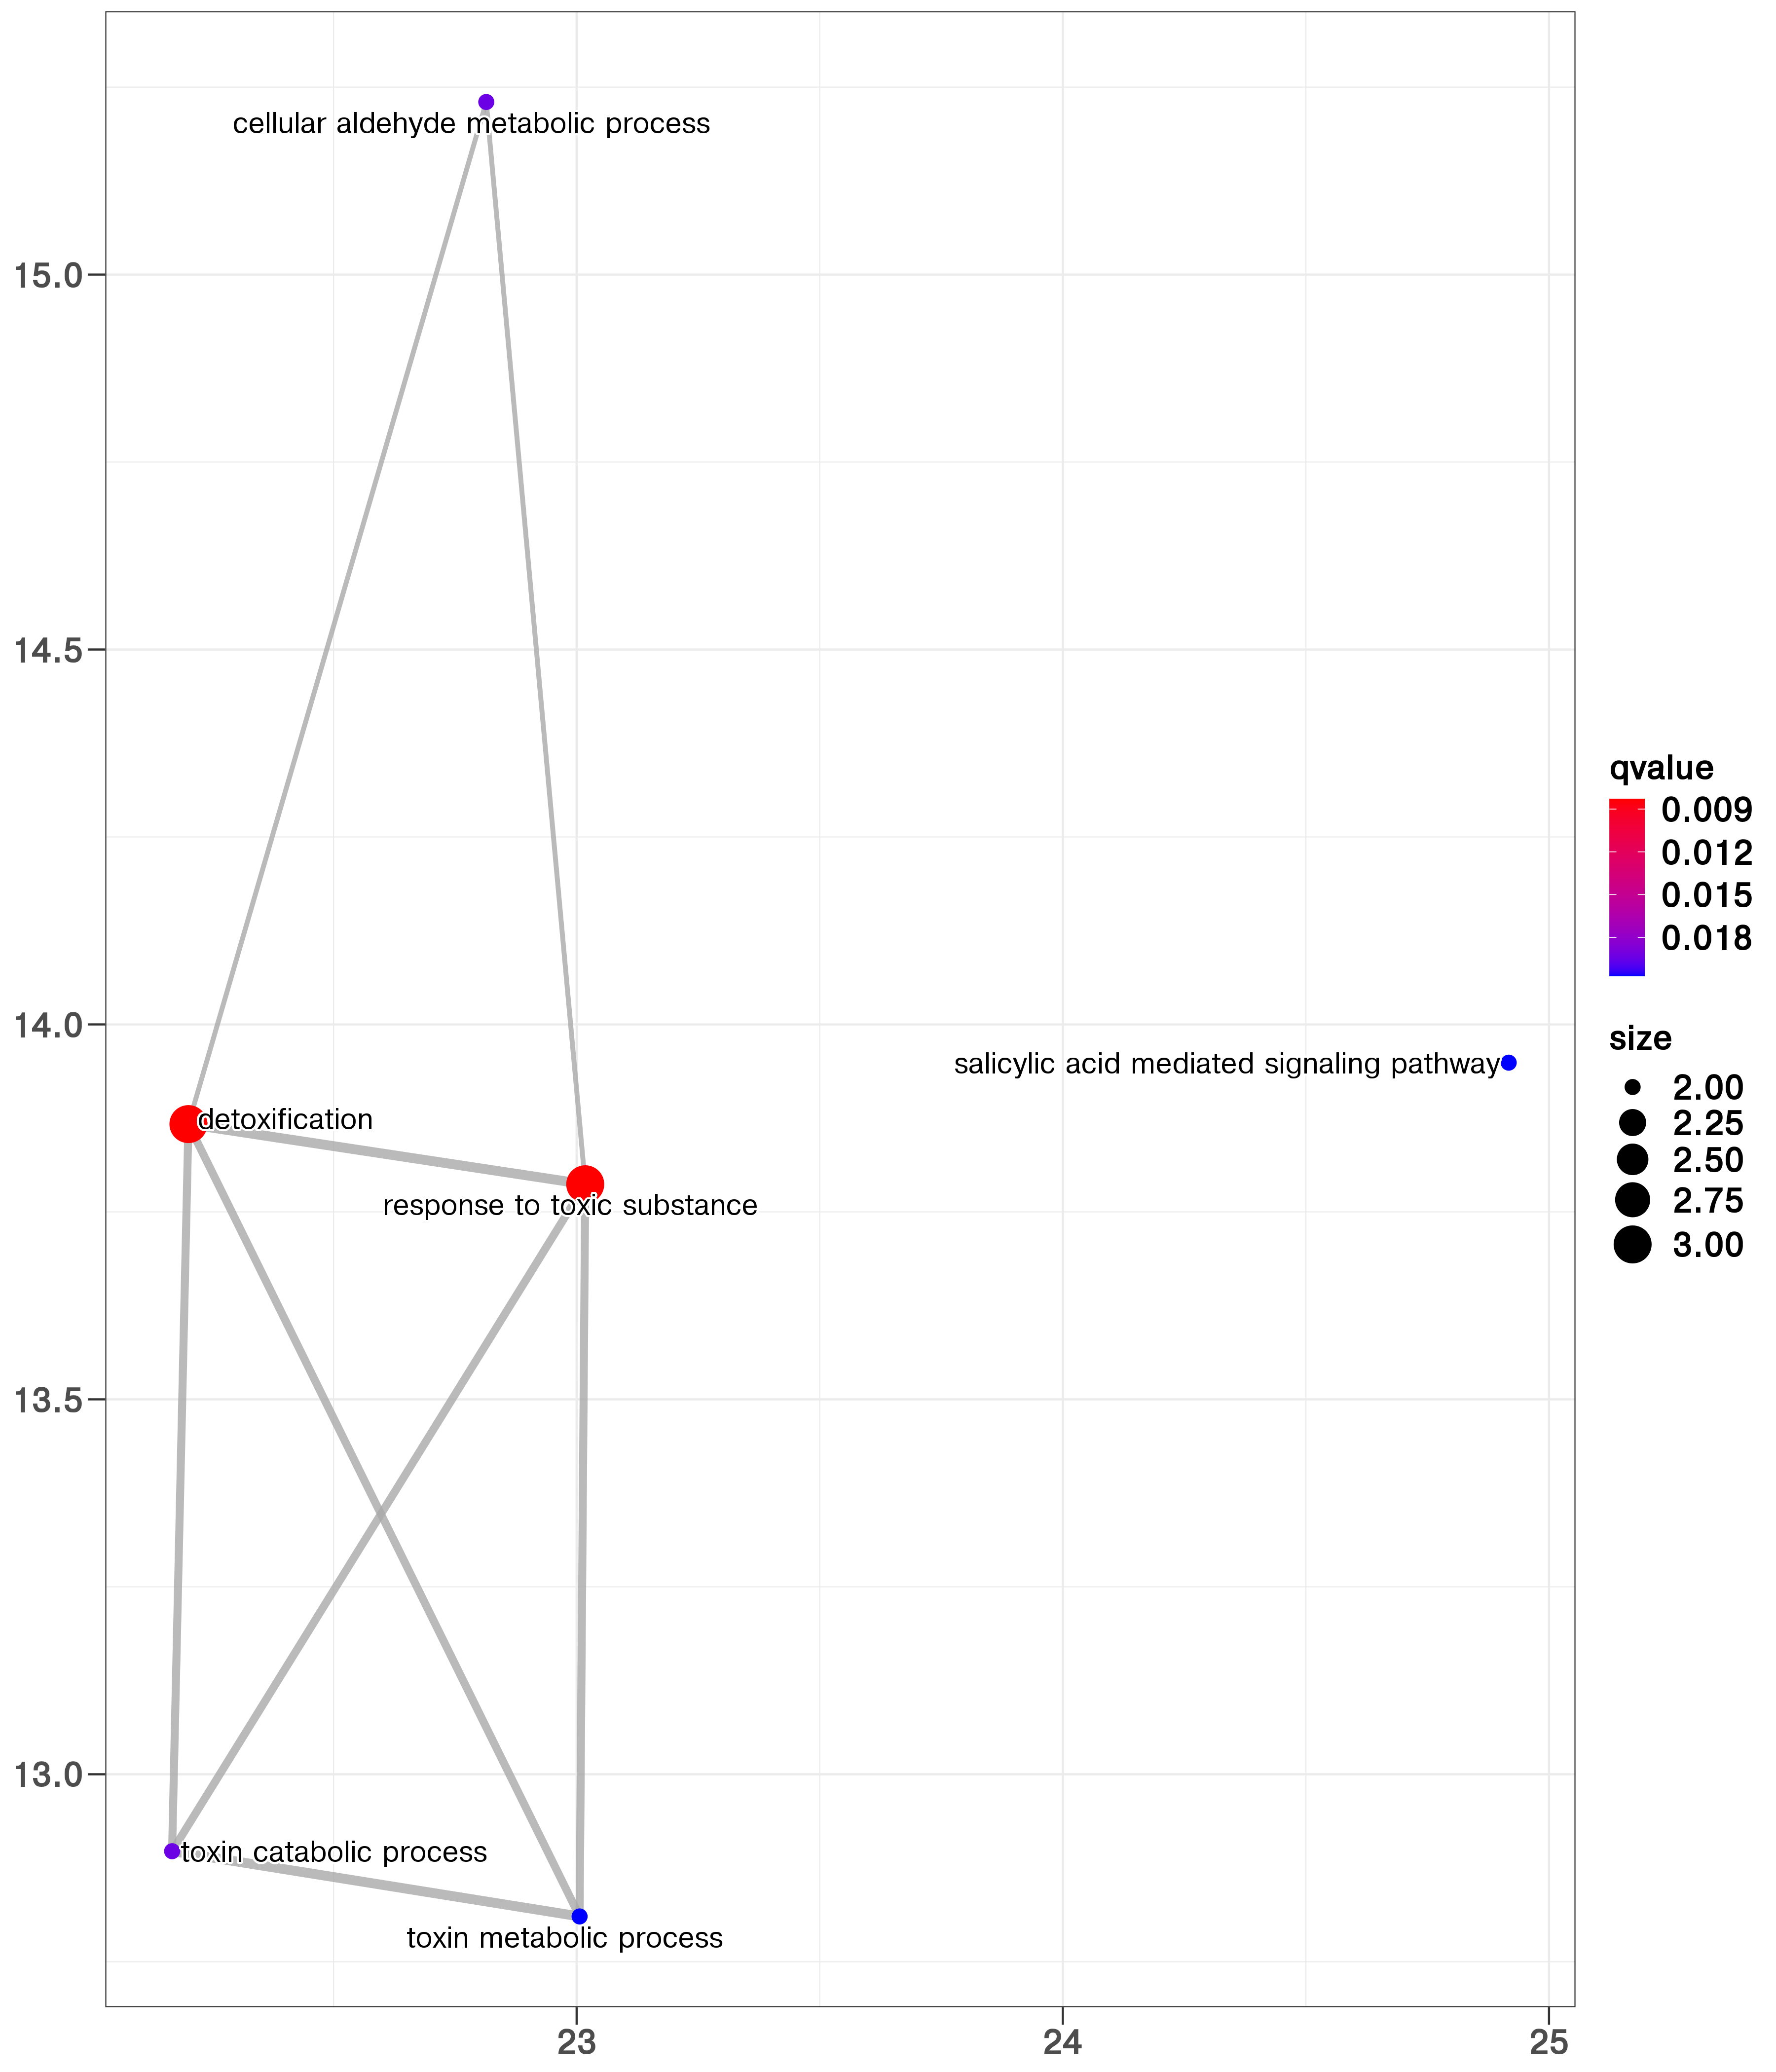 cellular aldehyde metabolic process
15.0
14.5
14.0
13.5
13.0
salicylic acid mediated signaling pathway
detoxification
response to toxic substance
toxin catabolic process
toxin metabolic process
23
24
25
qvalue
0.009
0.012
0.015
0.018
size
2.00
2.25
2.50
2.75
3.00